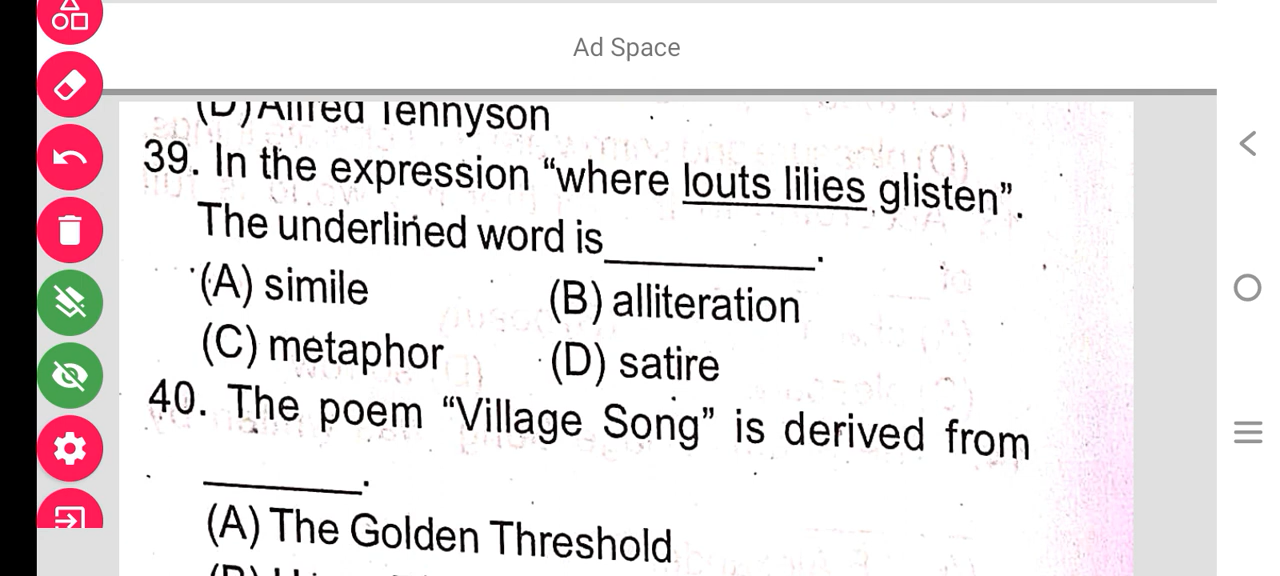 Ad Space
(D) Alfred Tennyson
39. In the expression “where louts lilies glisten”.
The underlined word is__________.
(A) simile (B) alliteration
(C) metaphor (D) satire
40. The poem “Village Song” is derived from
________.
(A) The Golden Threshold